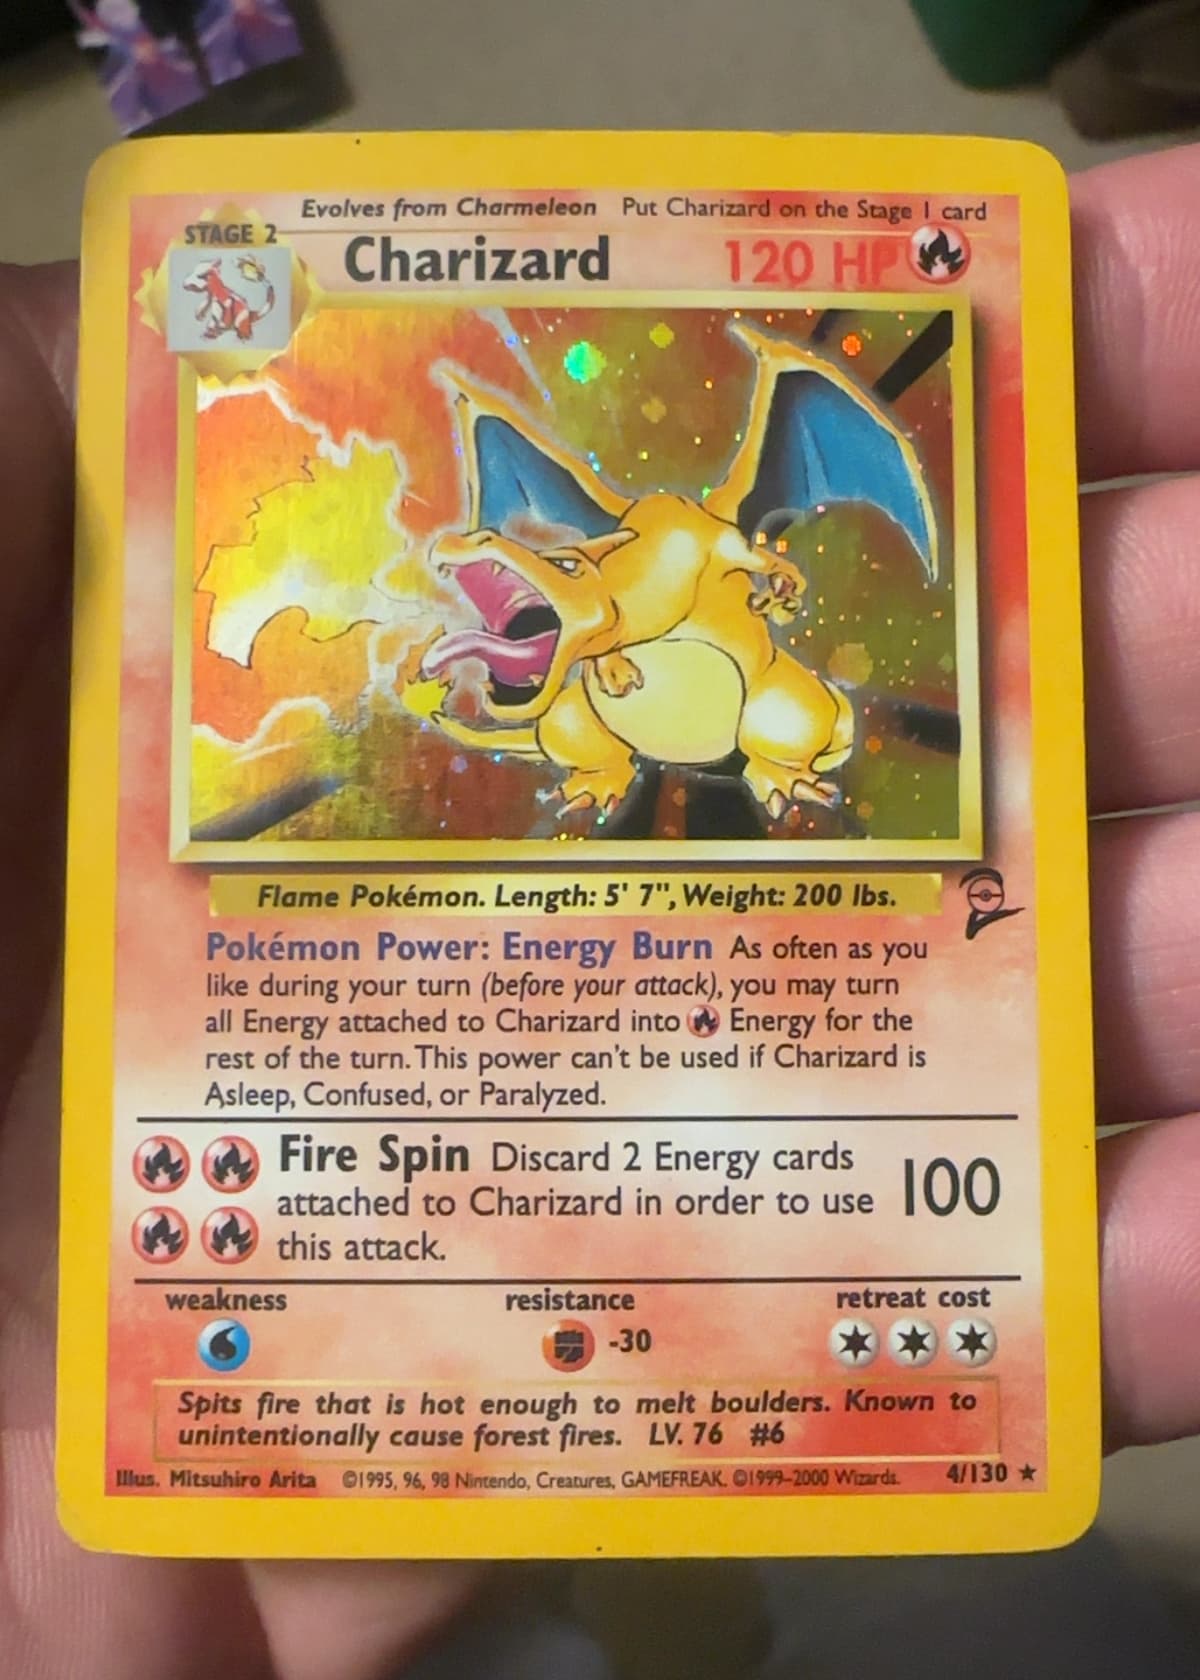 Evolves from Charmeleon Put Charizard on the Stage 1 card
STAGE 2
Charizard 120 HP
Flame Pokémon. Length: 5' 7", Weight: 200 lbs.
Pokémon Power: Energy Burn As often as you
like during your turn (before your attack), you may turn
all Energy attached to Charizard into Energy for the
rest of the turn. This power can't be used if Charizard is
Asleep, Confused, or Paralyzed.
Fire Spin Discard 2 Energy cards
attached to Charizard in order to use 100
this attack.
weakness resistance retreat cost
-30
Spits fire that is hot enough to melt boulders. Known to
unintentionally cause forest fires. LV. 76 #6
Illus. Mitsuhiro Arita ©1995, 96, 98 Nintendo, Creatures, GAMEFREAK. ©1999-2000 Wizards. 4/130 ★